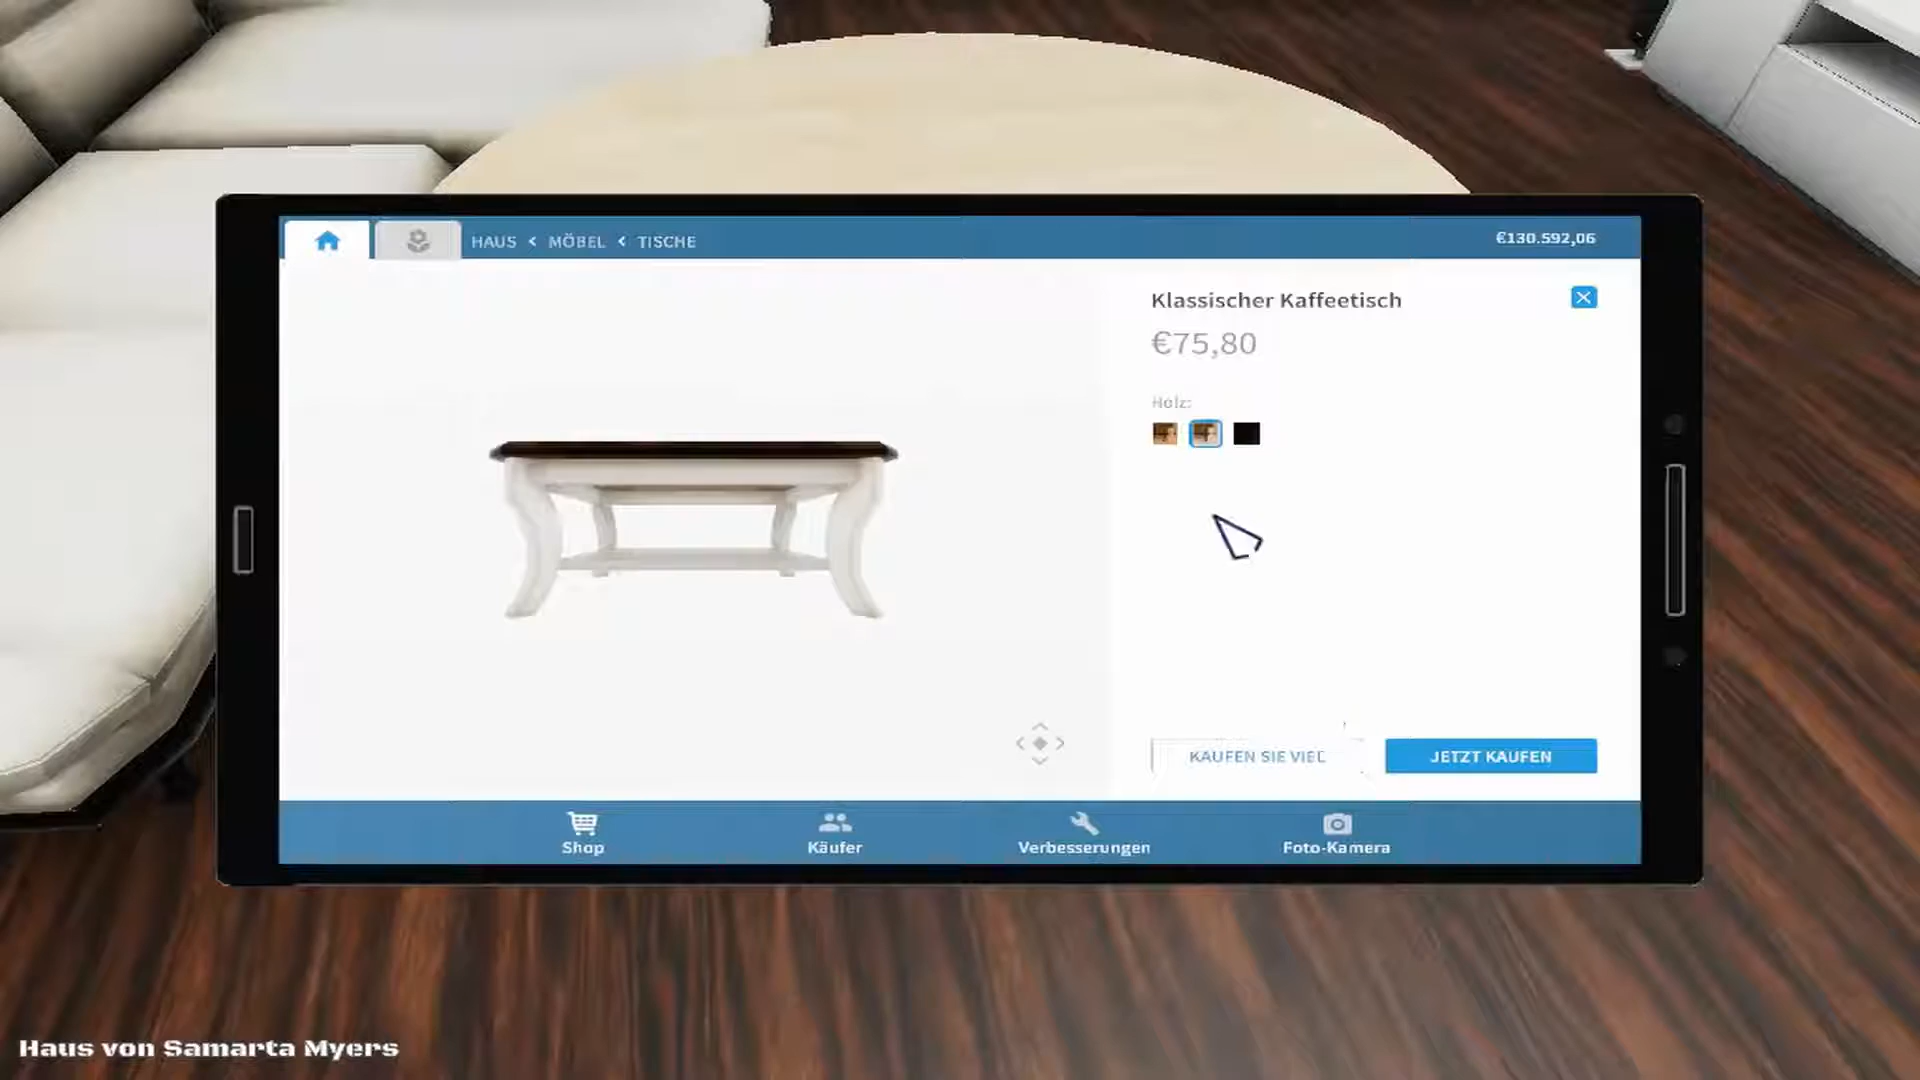 HAUS < MÖBEL < TISCHE
€130.592,06
Klassischer Kaffeetisch
€75,80
Holz:
KAUFEN SIE VIEL
JETZT KAUFEN
Shop
Käufer
Verbesserungen
Foto-Kamera
Haus von Samarta Myers